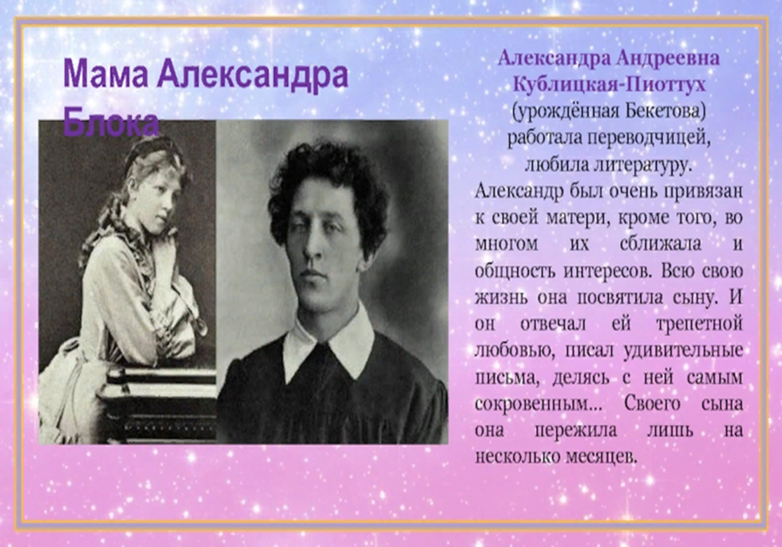 Мама Александра
Блока
Александра Андреевна
Кублицкая-Пиоттух
(урождённая Бекетова)
работала переводчицей,
любила литературу.
Александр был очень привязан
к своей матери, кроме того, во
многом их сближала и
общность интересов. Всю свою
жизнь она посвятила сыну. И
он отвечал ей трепетной
любовью, писал удивительные
письма, делясь с ней самым
сокровенным... Своего сына
она пережила лишь на
несколько месяцев.